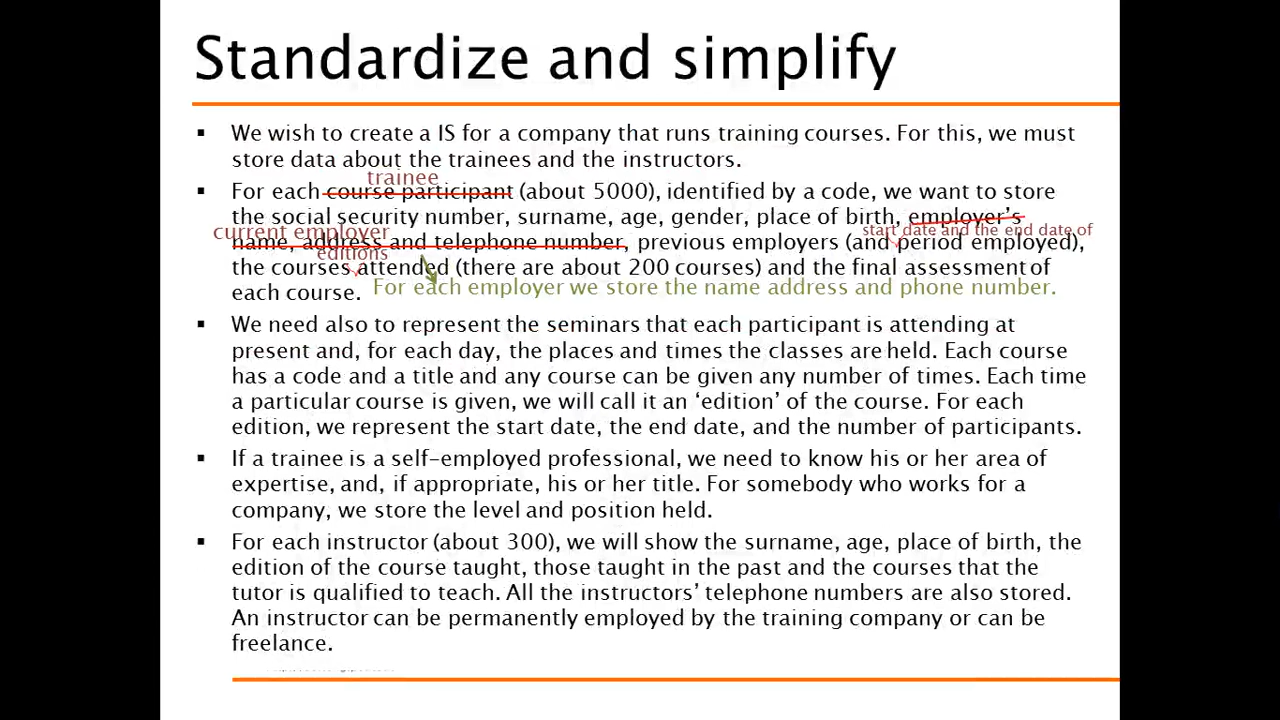 Standardize and simplify
▪ We wish to create a IS for a company that runs training courses. For this, we must
store data about the trainees and the instructors.
trainee
▪ For each course participant (about 5000), identified by a code, we want to store
the social security number, surname, age, gender, place of birth, employer's
current employer start date and the end date of
name, address and telephone number, previous employers (and period employed),
editions
the courses attended (there are about 200 courses) and the final assessment of
each course. For each employer we store the name address and phone number.
▪ We need also to represent the seminars that each participant is attending at
present and, for each day, the places and times the classes are held. Each course
has a code and a title and any course can be given any number of times. Each time
a particular course is given, we will call it an ‘edition’ of the course. For each
edition, we represent the start date, the end date, and the number of participants.
▪ If a trainee is a self-employed professional, we need to know his or her area of
expertise, and, if appropriate, his or her title. For somebody who works for a
company, we store the level and position held.
▪ For each instructor (about 300), we will show the surname, age, place of birth, the
edition of the course taught, those taught in the past and the courses that the
tutor is qualified to teach. All the instructors’ telephone numbers are also stored.
An instructor can be permanently employed by the training company or can be
freelance.